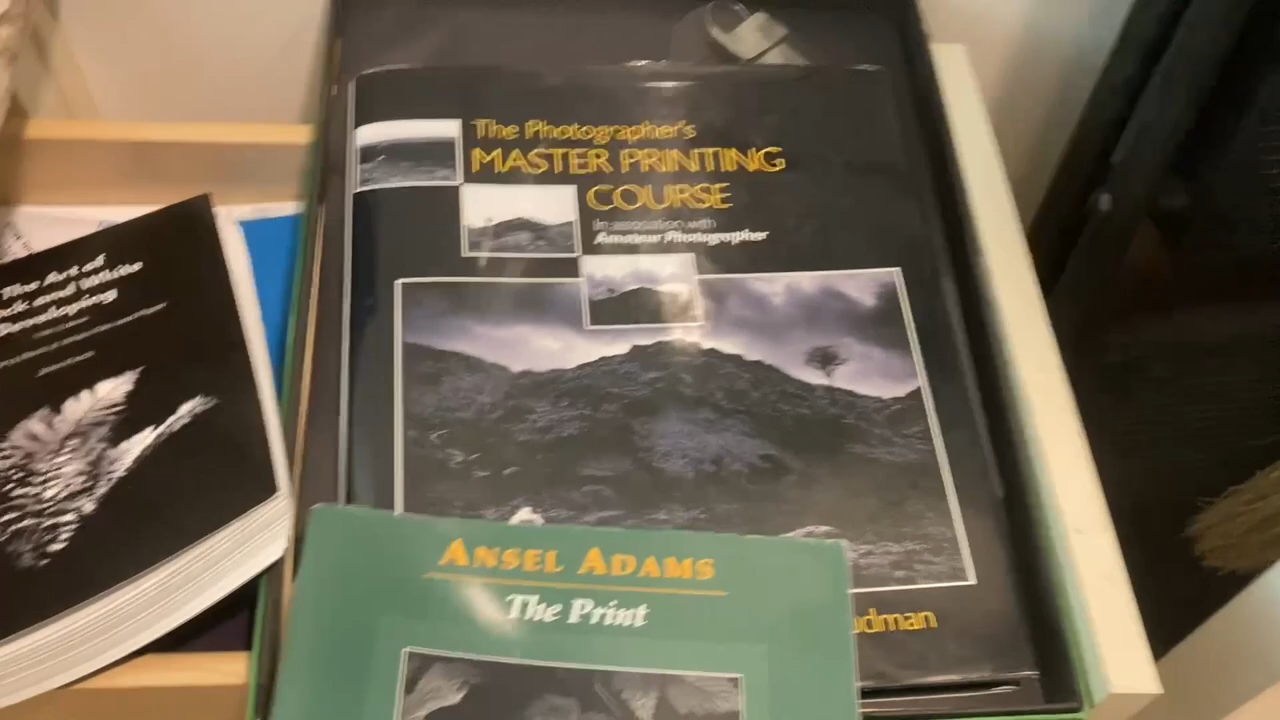 The Photographer's
MASTER PRINTING
COURSE
In association with
Amateur Photographer
The Art of
ck and White
Developing
ANSEL ADAMS
The Print
udman